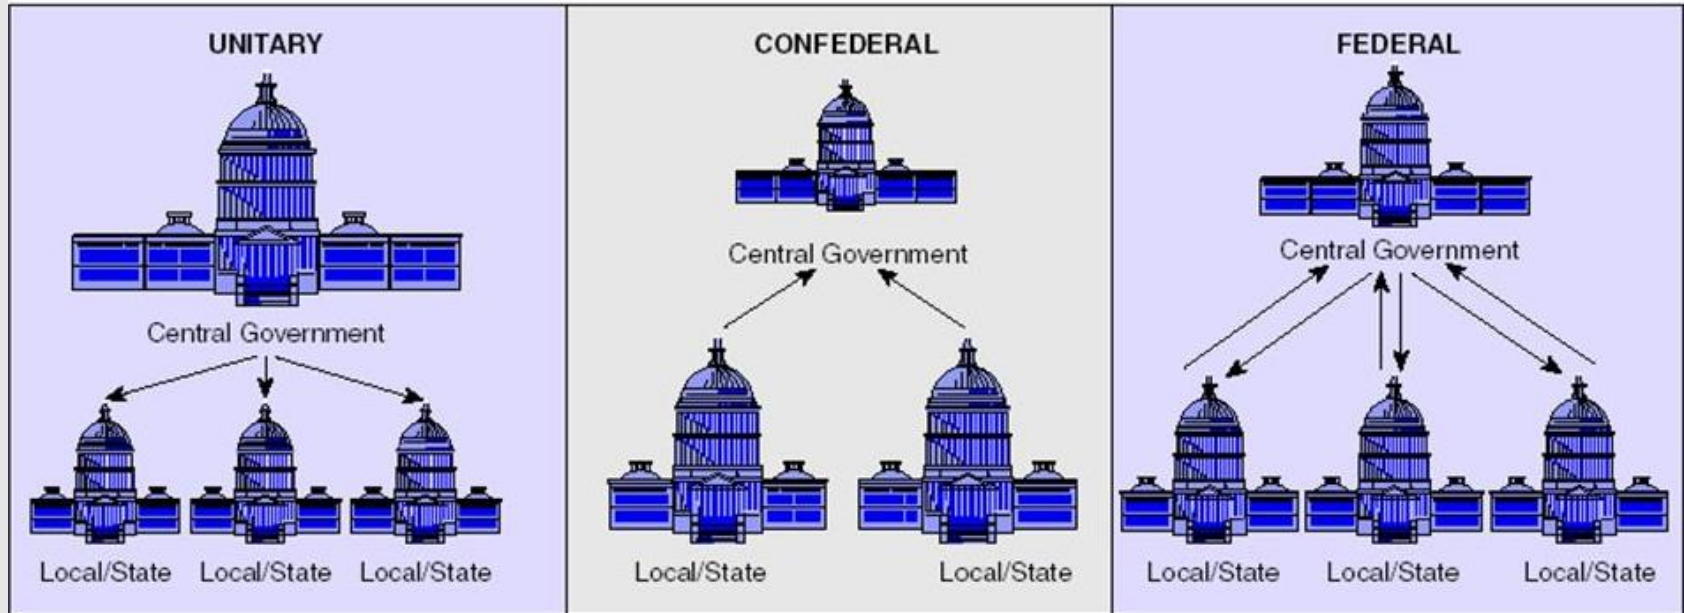 UNITARY
Central Government
Local/State
Local/State
Local/State
CONFEDERAL
Central Government
Local/State
Local/State
FEDERAL
Central Government
Local/State
Local/State
Local/State